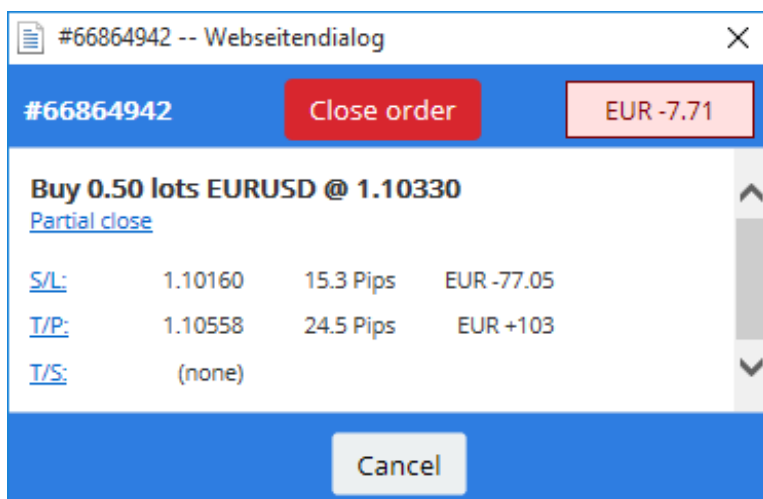 #66864942 -- Webseitendialog
#66864942 Close order EUR -7.71
Buy 0.50 lots EURUSD @ 1.10330
Partial close
S/L: 1.10160 15.3 Pips EUR -77.05
T/P: 1.10558 24.5 Pips EUR +103
T/S: (none)
Cancel